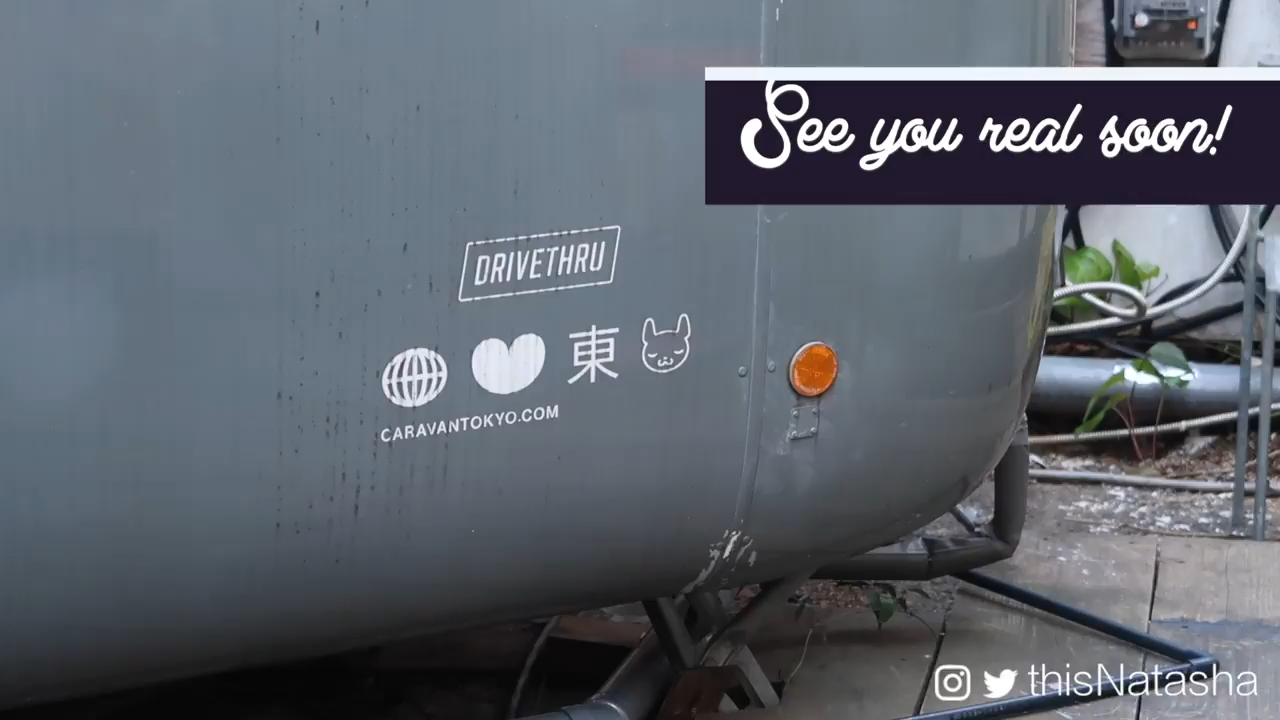 See you real soon!
DRIVETHRU
東
CARAVANTOKYO.COM
thisNatasha